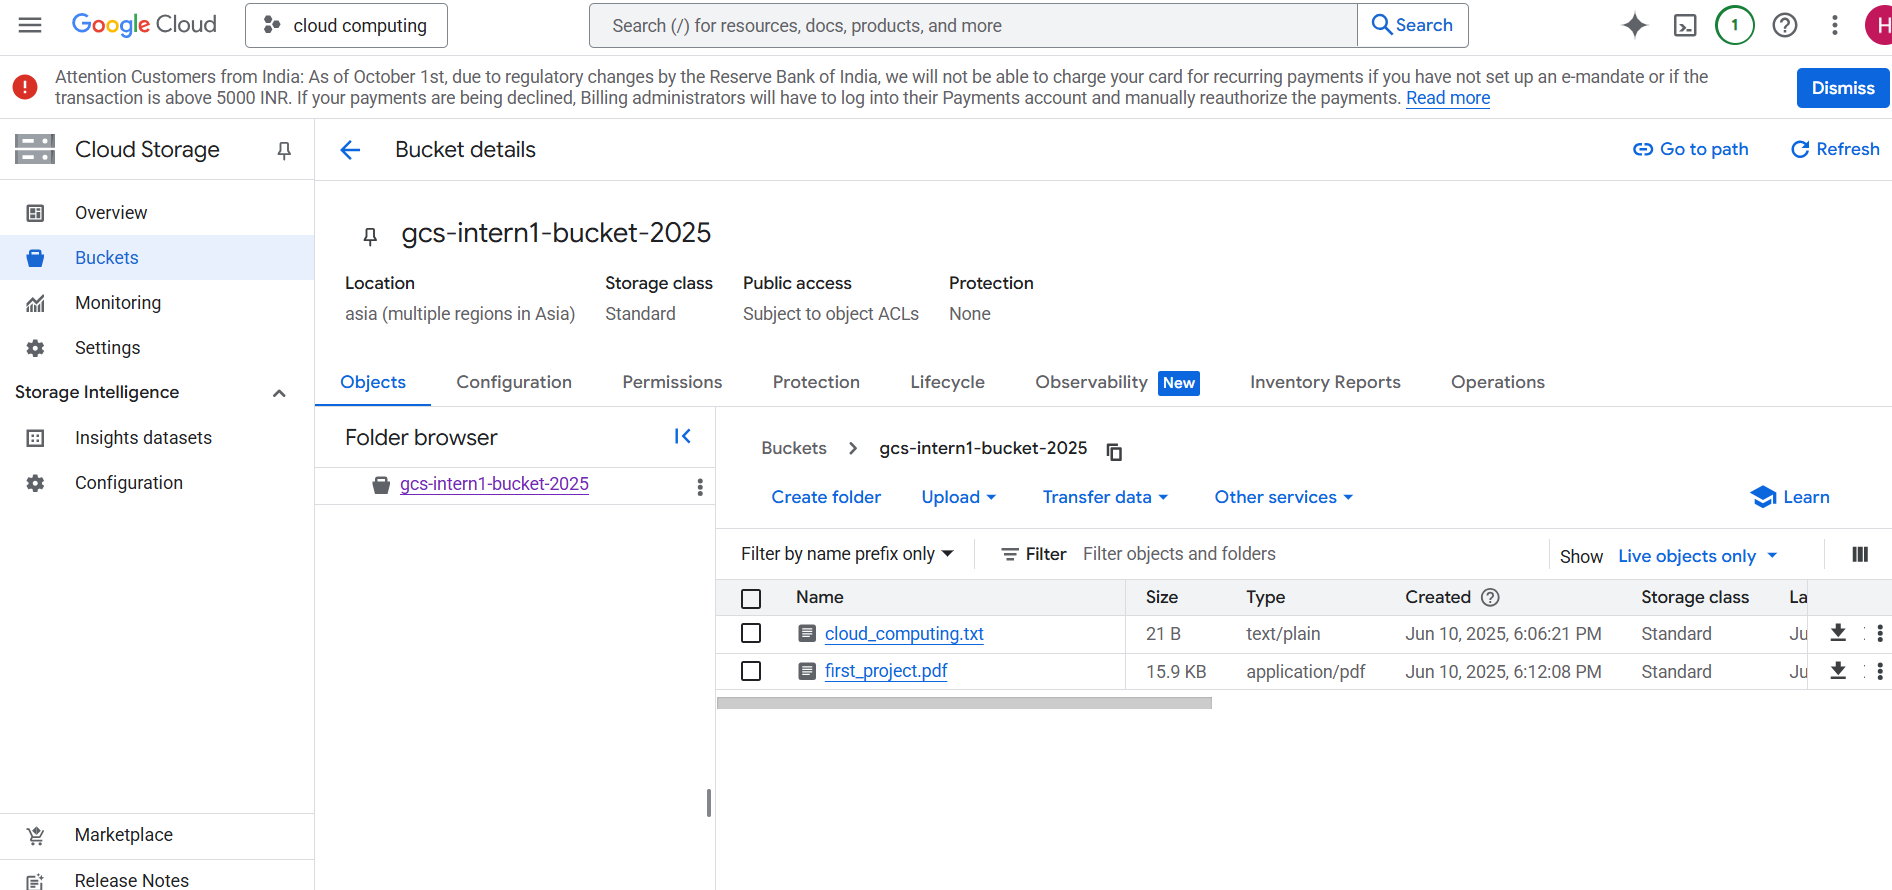 Google Cloud
cloud computing
Search (/) for resources, docs, products, and more
Search
1
H
Attention Customers from India: As of October 1st, due to regulatory changes by the Reserve Bank of India, we will not be able to charge your card for recurring payments if you have not set up an e-mandate or if the
transaction is above 5000 INR. If your payments are being declined, Billing administrators will have to log into their Payments account and manually reauthorize the payments. Read more
Dismiss
Cloud Storage
Overview
Buckets
Monitoring
Settings
Storage Intelligence
Insights datasets
Configuration
Marketplace
Release Notes
Bucket details
Go to path
Refresh
gcs-intern1-bucket-2025
Location Storage class Public access Protection
asia (multiple regions in Asia) Standard Subject to object ACLs None
Objects Configuration Permissions Protection Lifecycle Observability New Inventory Reports Operations
Folder browser
gcs-intern1-bucket-2025
Buckets > gcs-intern1-bucket-2025
Create folder Upload Transfer data Other services Learn
Filter by name prefix only Filter Filter objects and folders Show Live objects only
Name Size Type Created Storage class La
cloud_computing.txt 21 B text/plain Jun 10, 2025, 6:06:21 PM Standard Ju
first_project.pdf 15.9 KB application/pdf Jun 10, 2025, 6:12:08 PM Standard Ju